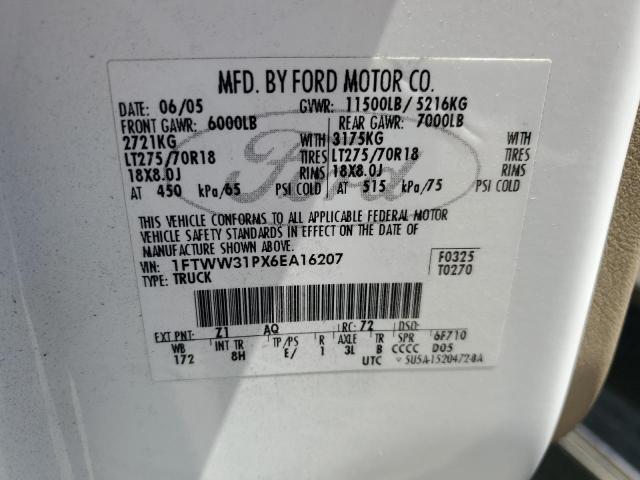 MFD. BY FORD MOTOR CO.
DATE: 06/05 GVWR: 11500LB / 5216KG
FRONT GAWR: 6000LB REAR GAWR: 7000LB
2721KG WITH 3175KG WITH
LT275/70R18 TIRES LT275/70R18 TIRES
18X8.0J RIMS 18X8.0J RIMS
AT 450 kPa/65 PSI COLD AT 515 kPa/75 PSI COLD
Ford
THIS VEHICLE CONFORMS TO ALL APPLICABLE FEDERAL MOTOR
VEHICLE SAFETY STANDARDS IN EFFECT ON THE DATE OF
MANUFACTURE SHOWN ABOVE.
VIN: 1FTWW31PX6EA16207 F0325
TYPE: TRUCK T0270
EXT PNT: Z1 AQ RC: 72 DSO:
WB INT TR TP/PS R AXLE TR SPR 6F710
172 8H E/ 1 3L B CCCC D05
UTC